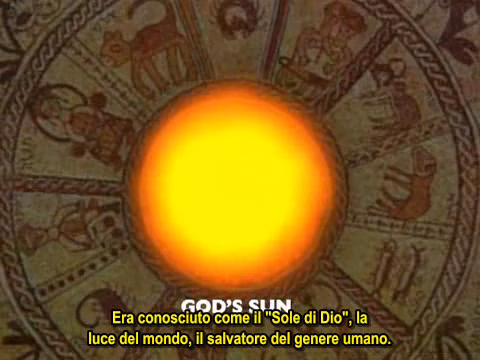 GOD'S SUN
Era conosciuto come il "Sole di Dio", la
luce del mondo, il salvatore del genere umano.